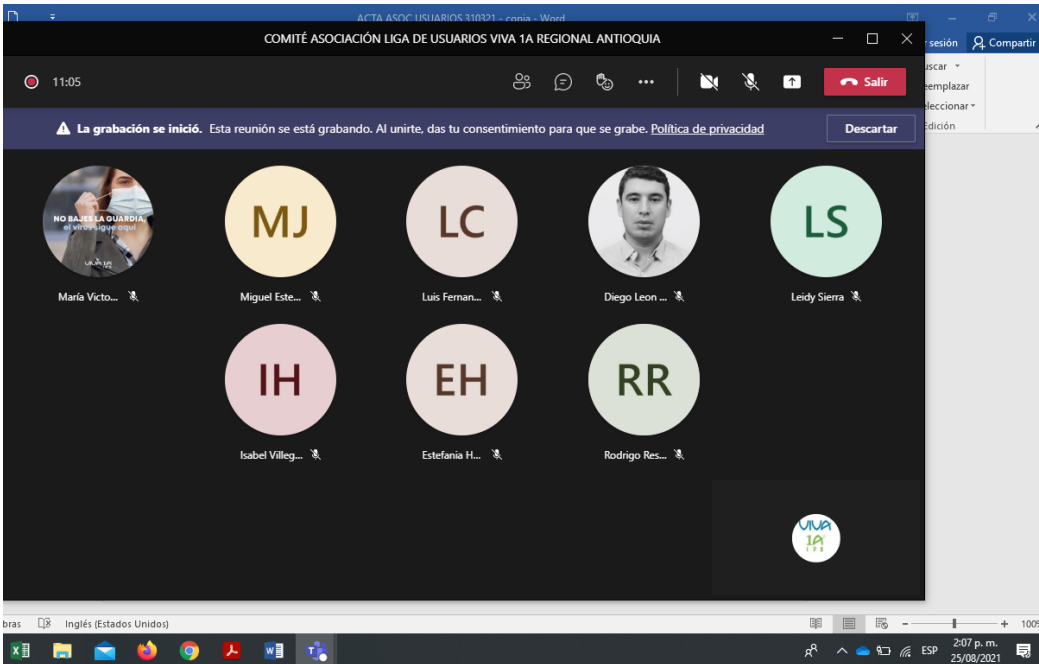 ACTA ASOC USUARIOS 310321 - copia - Word
COMITÉ ASOCIACIÓN LIGA DE USUARIOS VIVA 1A REGIONAL ANTIOQUIA
sesión Compartir
11:05
Salir
uscar
eemplazar
eleccionar
Edición
La grabación se inició. Esta reunión se está grabando. Al unirte, das tu consentimiento para que se grabe. Política de privacidad
Descartar
NO BAJES LA GUARDIA,
el virus sigue aquí
VIVA 1A
MJ
LC
LS
María Victo...
Miguel Este...
Luis Fernan...
Diego Leon ...
Leidy Sierra
IH
EH
RR
Isabel Villeg...
Estefania H...
Rodrigo Res...
VIVA
1A
IPS
bras Inglés (Estados Unidos)
100%
ESP
2:07 p. m.
25/08/2021